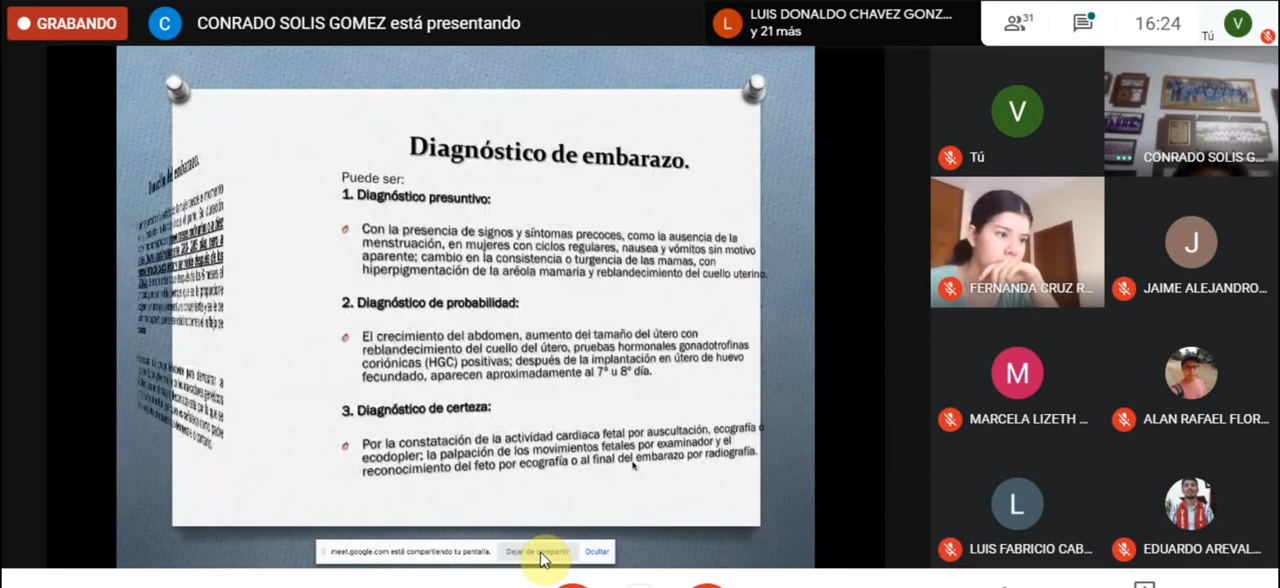 GRABANDO
C
CONRADO SOLIS GOMEZ está presentando
L
LUIS DONALDO CHAVEZ GONZ...
y 21 más
31
16:24
Tú
V
Diagnóstico de embarazo.
Puede ser:
1. Diagnóstico presuntivo:
Con la presencia de signos y síntomas precoces, como la ausencia de la
menstruación, en mujeres con ciclos regulares, nausea y vómitos sin motivo
aparente; cambio en la consistencia o turgencia de las mamas, con
hiperpigmentación de la aréola mamaria y reblandecimiento del cuello uterino.
2. Diagnóstico de probabilidad:
El crecimiento del abdomen, aumento del tamaño del útero con
reblandecimiento del cuello del útero, pruebas hormonales gonadotrofinas
coriónicas (HGC) positivas; después de la implantación en útero de huevo
fecundado, aparecen aproximadamente al 7º u 8º día.
3. Diagnóstico de certeza:
Por la constatación de la actividad cardiaca fetal por auscultación, ecografía o
ecodopler; la palpación de los movimientos fetales por examinador y el
reconocimiento del feto por ecografía o al final del embarazo por radiografía.
meet.google.com está compartiendo tu pantalla.
Dejar de compartir
Ocultar
V
Tú
CONRADO SOLIS G...
FERNANDA CRUZ R...
J
JAIME ALEJANDRO...
M
MARCELA LIZETH ...
ALAN RAFAEL FLOR...
L
LUIS FABRICIO CAB...
EDUARDO AREVAL...